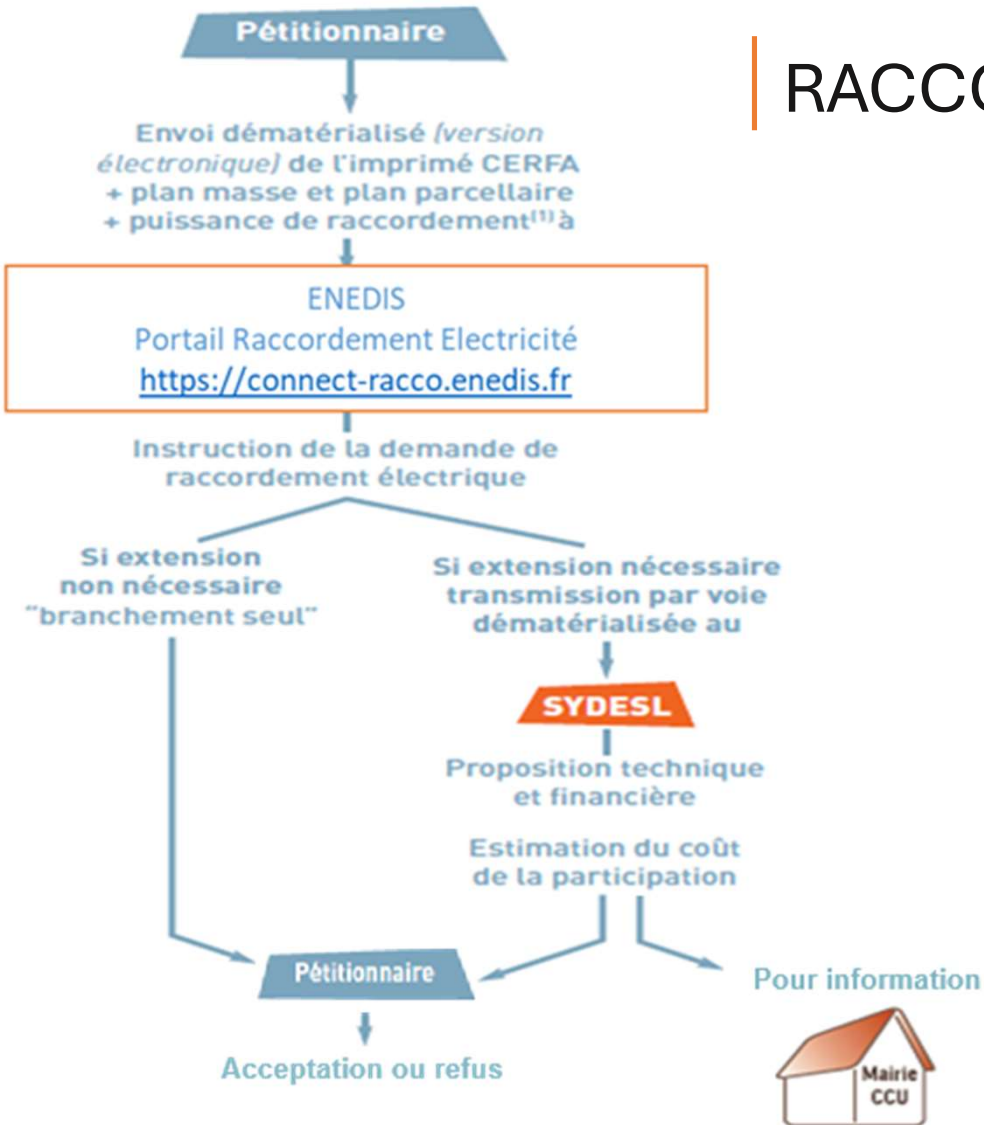 Pétitionnaire
RACCO
Envoi dématérialisé (version
électronique) de l'imprimé CERFA
+ plan masse et plan parcellaire
+ puissance de raccordement(1) à
ENEDIS
Portail Raccordement Electricité
https://connect-racco.enedis.fr
Instruction de la demande de
raccordement électrique
Si extension
non nécessaire
"branchement seul"
Si extension nécessaire
transmission par voie
dématérialisée au
SYDESL
Proposition technique
et financière
Estimation du coût
de la participation
Pétitionnaire
Acceptation ou refus
Pour information
Mairie
CCU